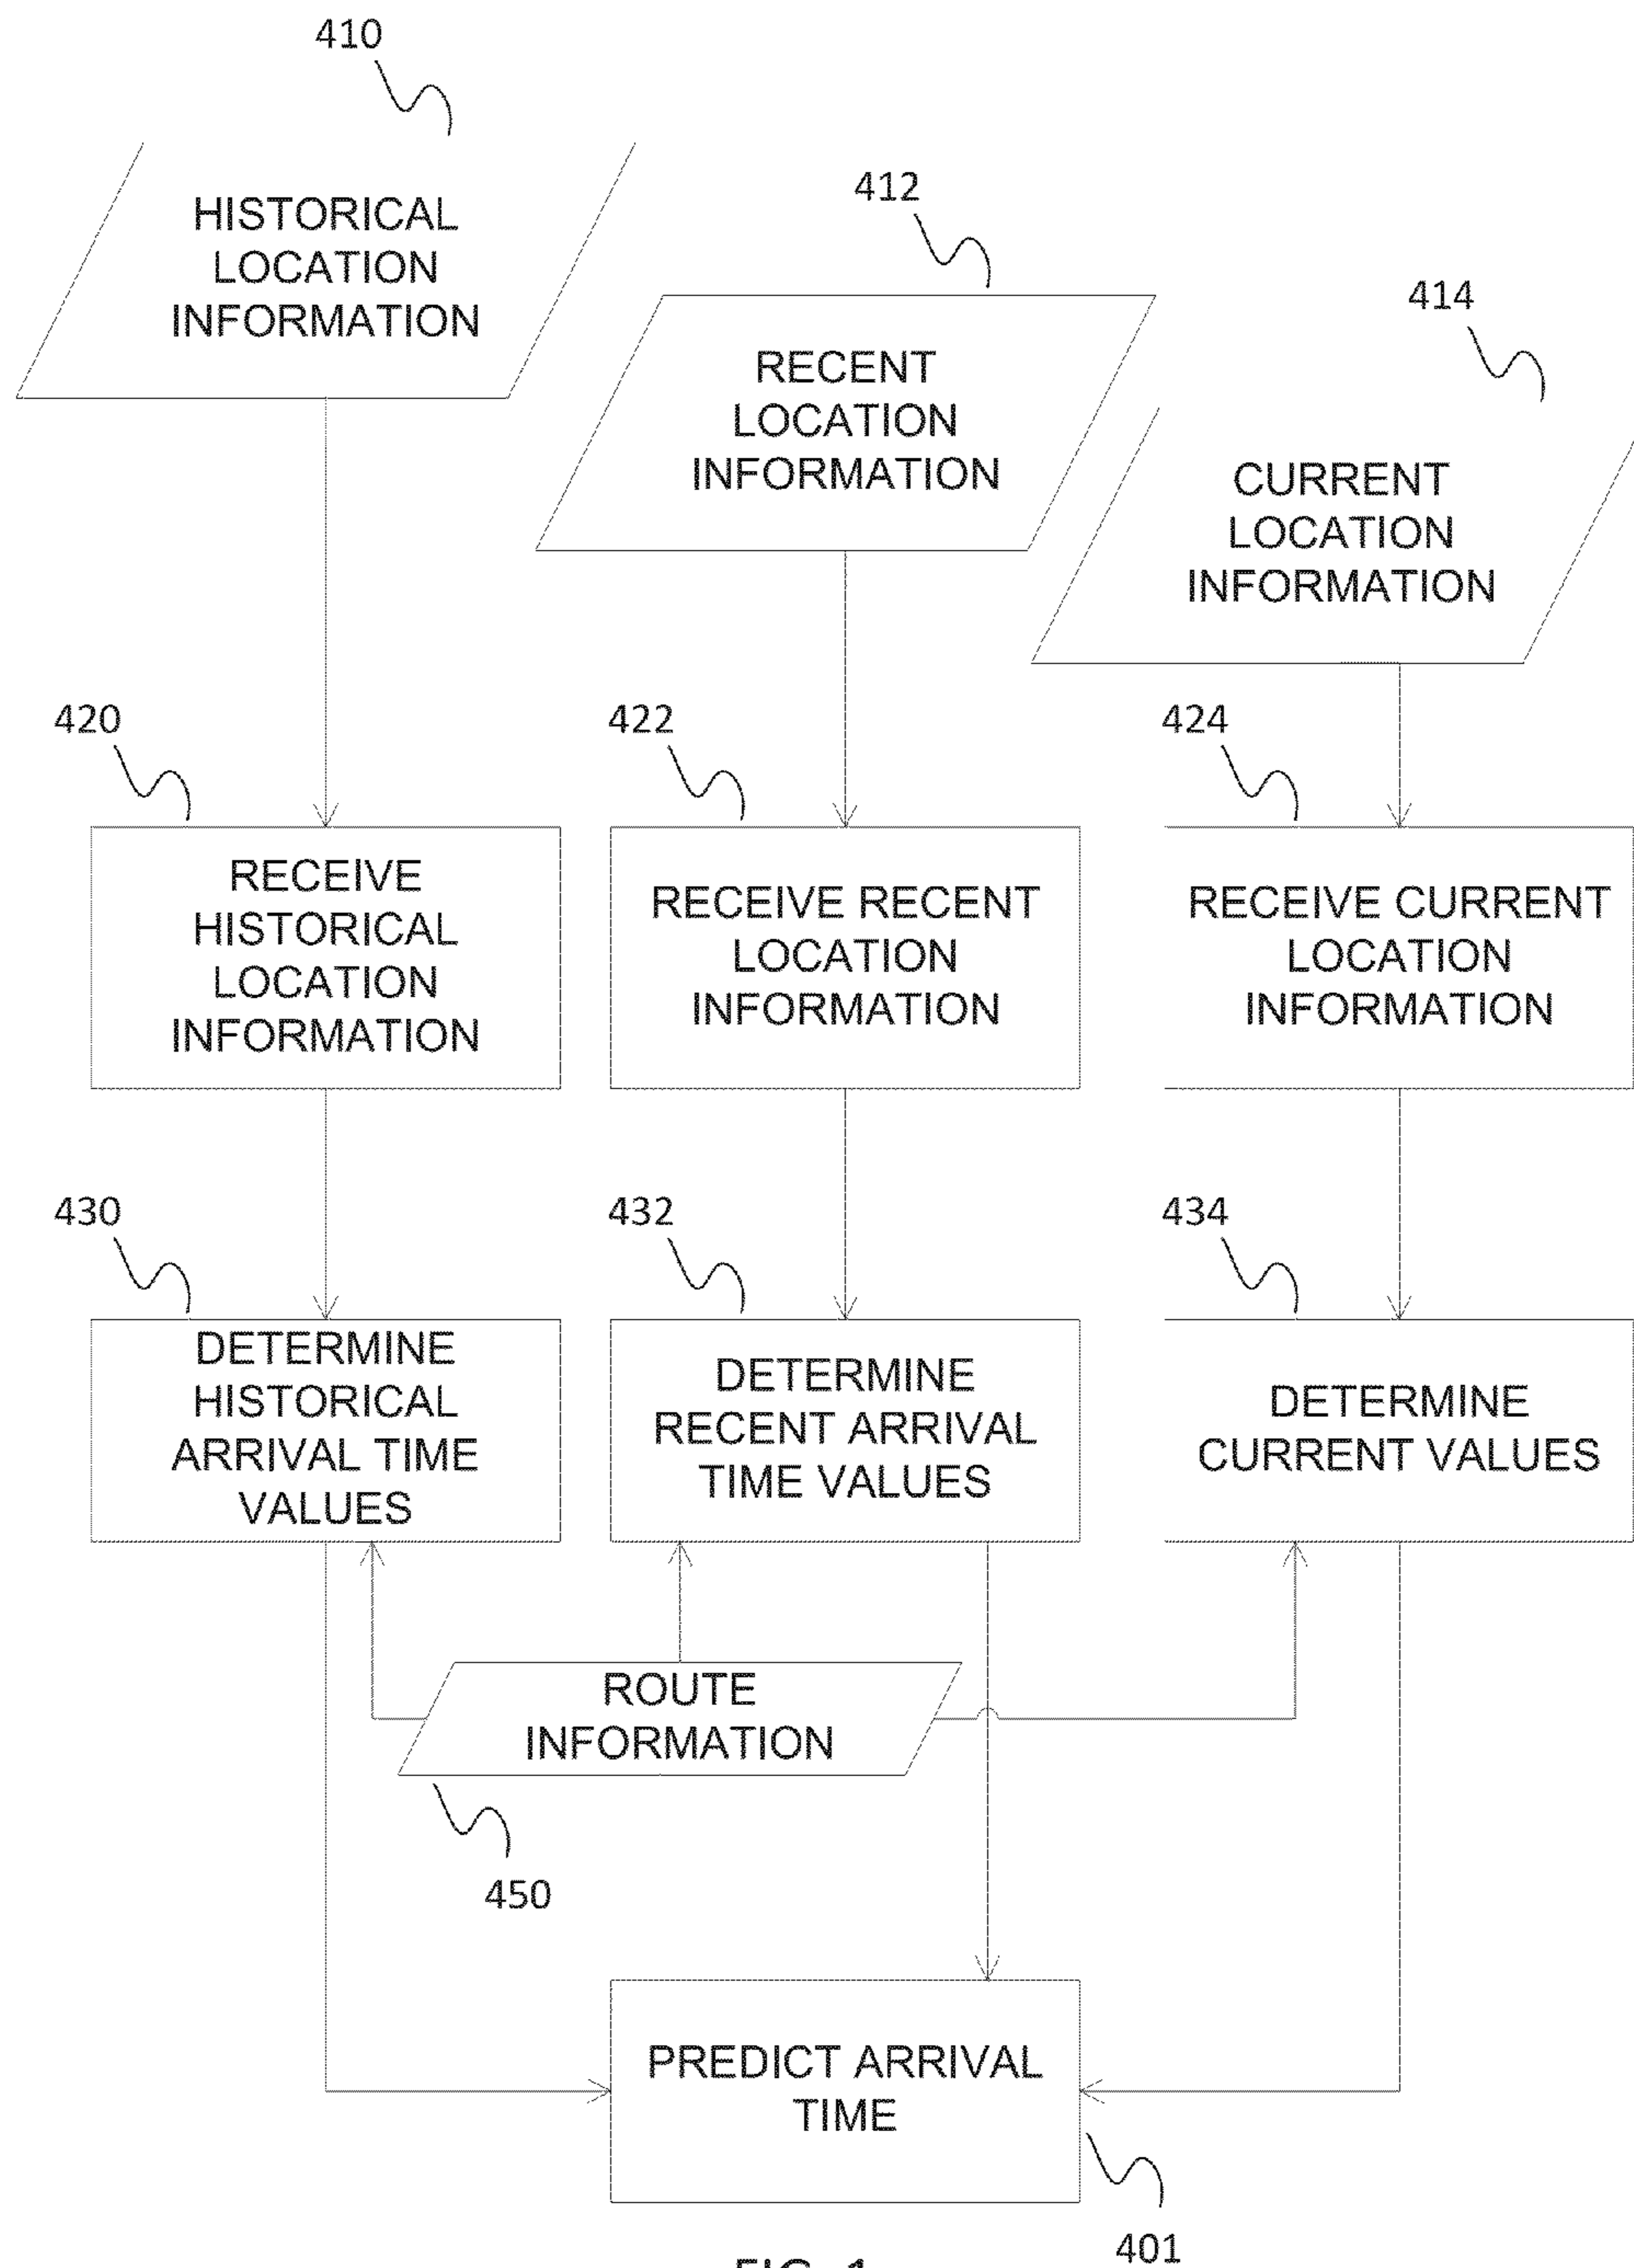 410
HISTORICAL
LOCATION
INFORMATION
412
RECENT
LOCATION
INFORMATION
414
CURRENT
LOCATION
INFORMATION
420
RECEIVE
HISTORICAL
LOCATION
INFORMATION
422
RECEIVE RECENT
LOCATION
INFORMATION
424
RECEIVE CURRENT
LOCATION
INFORMATION
430
DETERMINE
HISTORICAL
ARRIVAL TIME
VALUES
432
DETERMINE
RECENT ARRIVAL
TIME VALUES
434
DETERMINE
CURRENT VALUES
ROUTE
INFORMATION
450
PREDICT ARRIVAL
TIME
401
FIG. 1